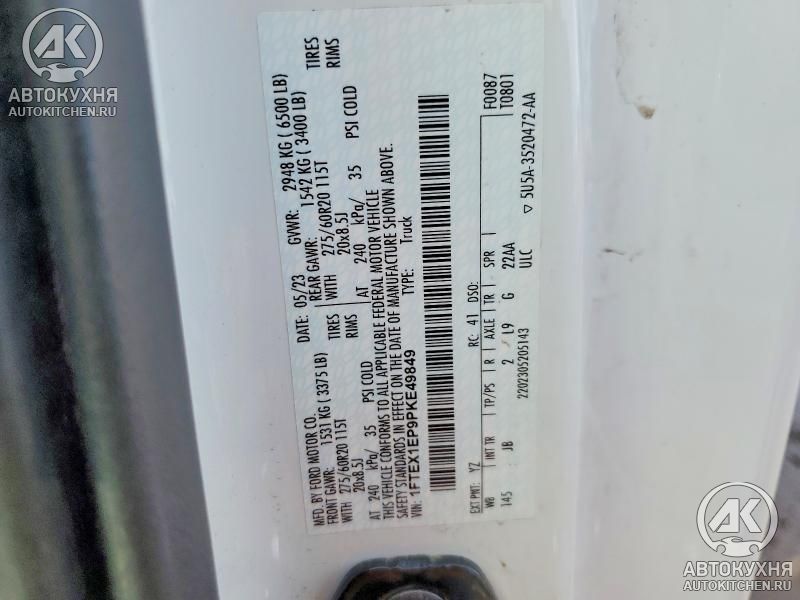 AK
АВТОКУХНЯ
AUTOKITCHEN.RU
MFD. BY FORD MOTOR CO.
DATE: 05/23
GVWR: 2948 KG ( 6500 LB)
FRONT GAWR: 1531 KG ( 3375 LB)
REAR GAWR: 1542 KG ( 3400 LB)
WITH 275/60R20 115T TIRES
WITH 275/60R20 115T TIRES
20x8.5J RIMS
20x8.5J RIMS
AT 240 kPa/ 35 PSI COLD
AT 240 kPa/ 35 PSI COLD
THIS VEHICLE CONFORMS TO ALL APPLICABLE FEDERAL MOTOR VEHICLE
SAFETY STANDARDS IN EFFECT ON THE DATE OF MANUFACTURE SHOWN ABOVE.
VIN: 1FTEX1EP9PKE49849
TYPE: Truck
F0087
T0801
EXT PNT: YZ RC: 41 DSO:
WB INT TR TP/PS R AXLE TR SPR
145 JB 2 L9 G 22AA
2202305205143 ULC
▽ 5U5A-3520472-AA
AK
АВТОКУХНЯ
AUTOKITCHEN.RU